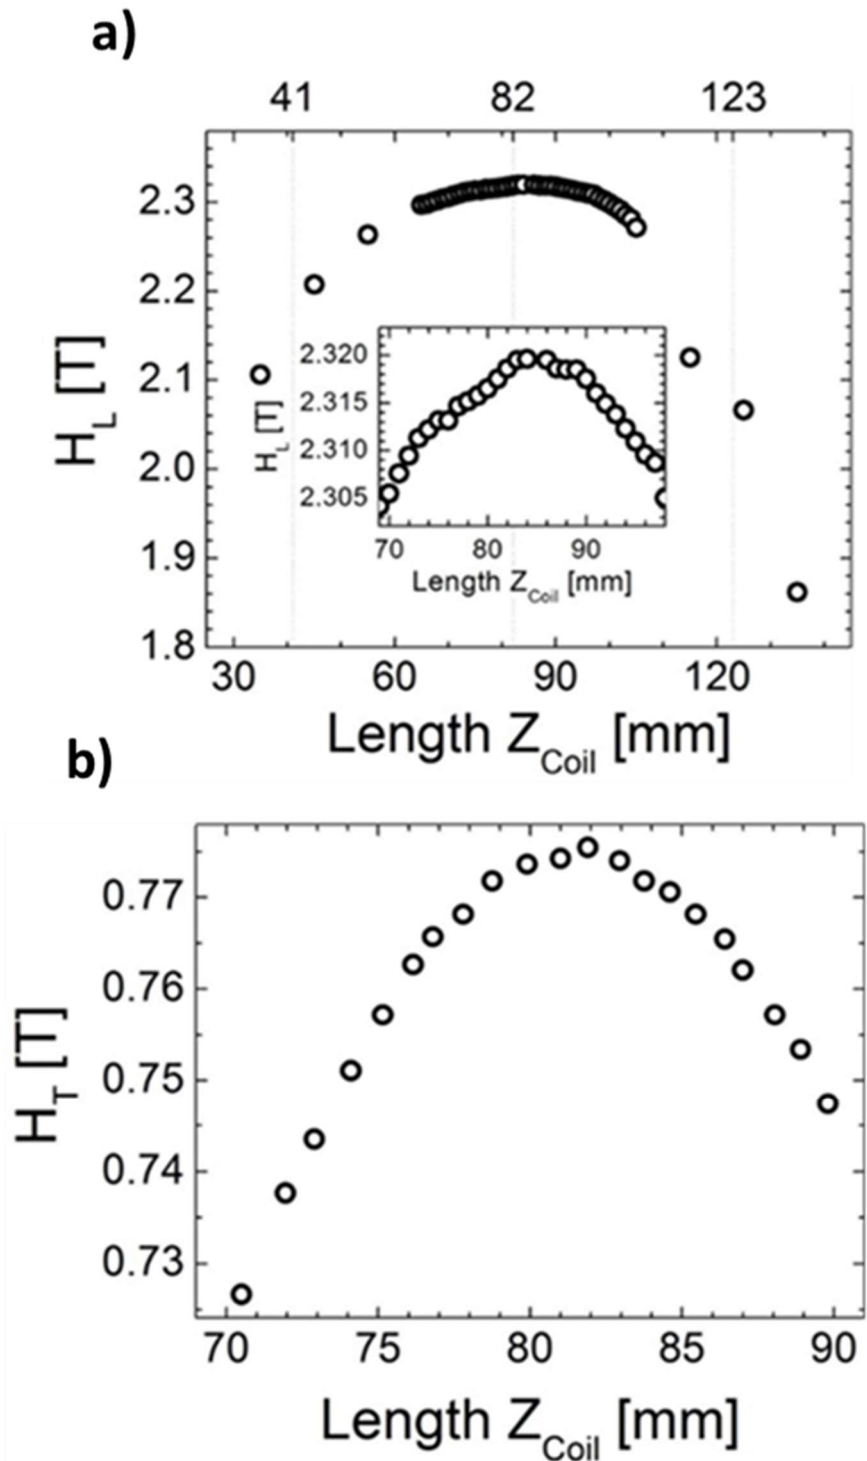 a)
41 82 123
2.3
2.2
2.1
2.0
1.9
1.8
H_L [T]
30 60 90 120
Length Z_Coil [mm]
2.320
2.315
2.310
2.305
H_L [T]
70 80 90
Length Z_Coil [mm]
b)
0.77
0.76
0.75
0.74
0.73
H_T [T]
70 75 80 85 90
Length Z_Coil [mm]